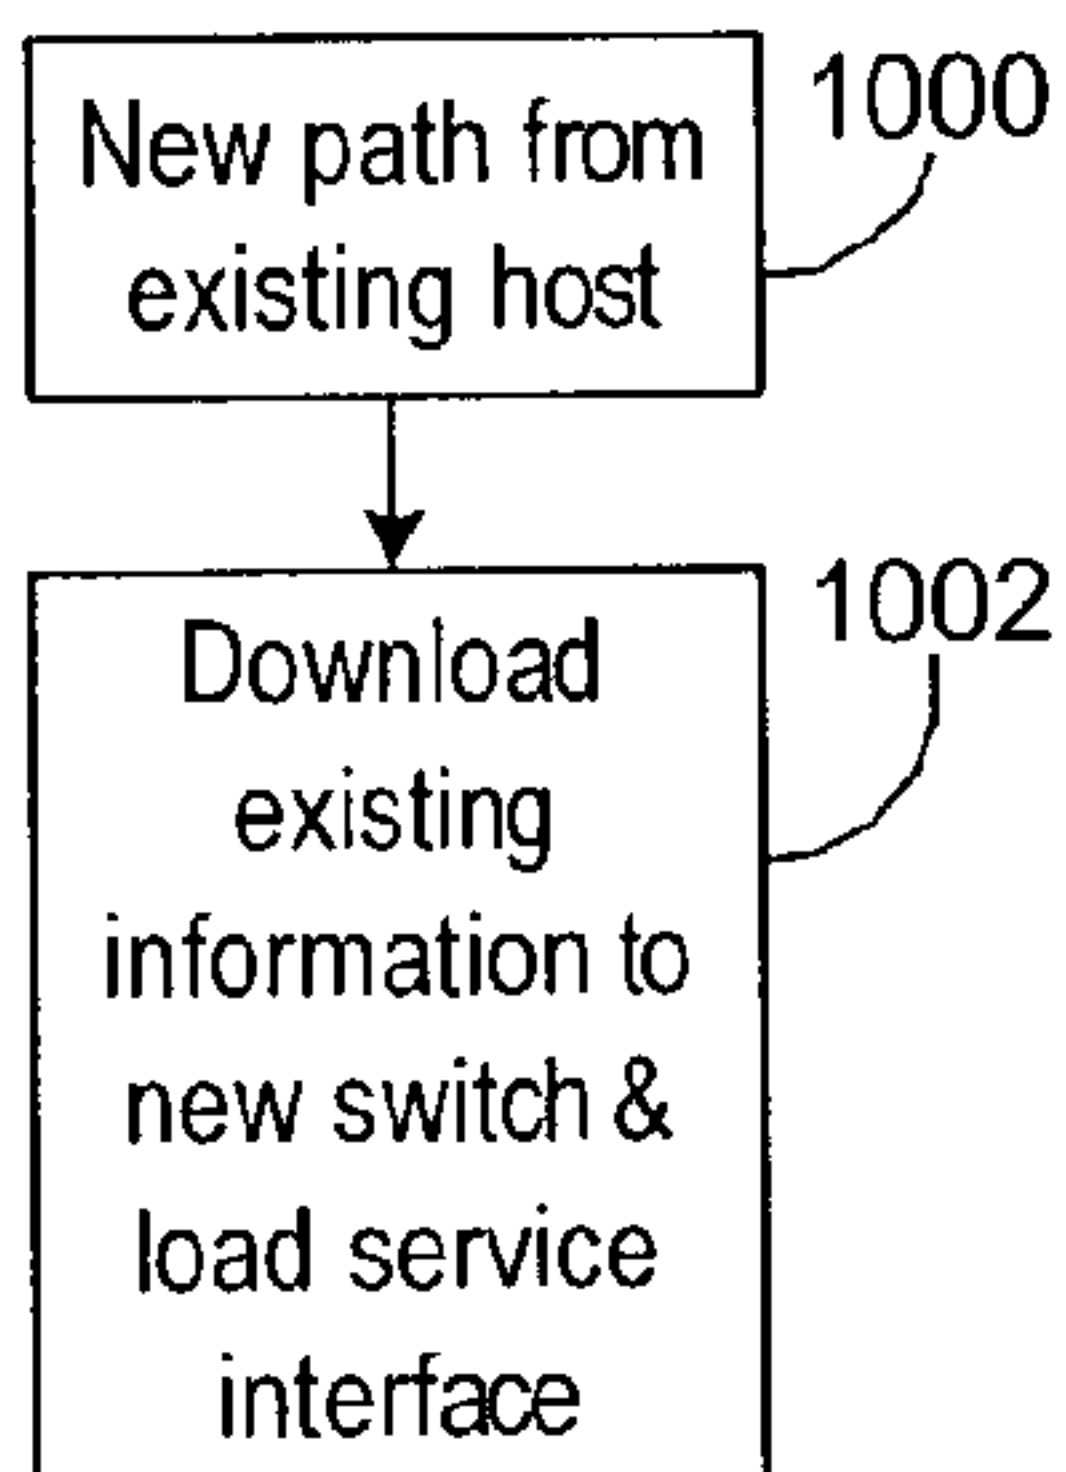 New path from
existing host
1000
Download
existing
information to
new switch &
load service
interface
1002